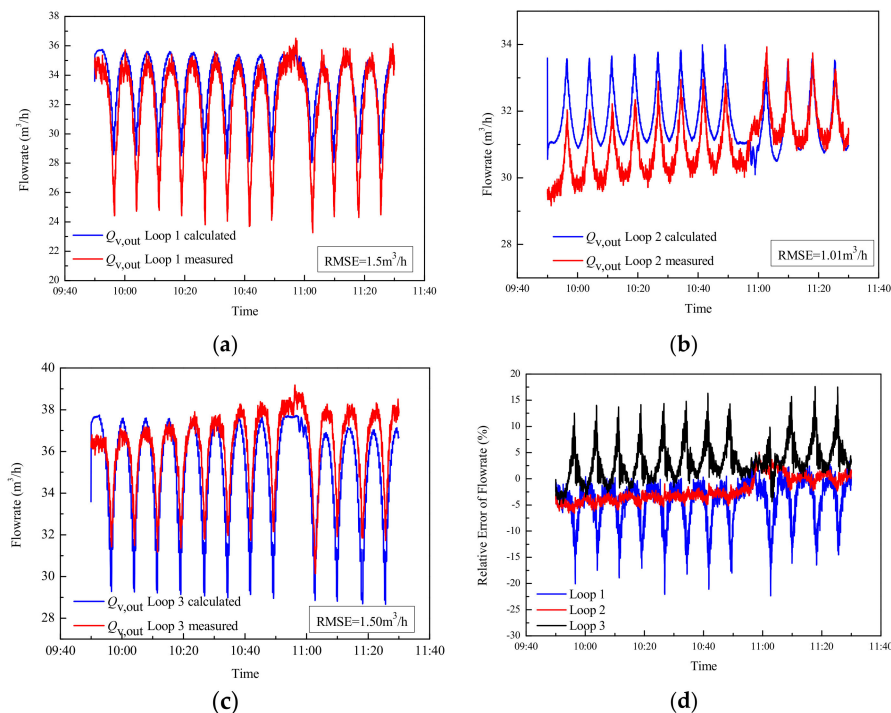 38
36
34
32
30
28
26
24
22
20
Flowrate (m³/h)
Q_v,out Loop 1 calculated
Q_v,out Loop 1 measured
RMSE=1.5m³/h
09:40 10:00 10:20 10:40 11:00 11:20 11:40
Time
(a)
34
32
30
28
Flowrate (m³/h)
Q_v,out Loop 2 calculated
Q_v,out Loop 2 measured
RMSE=1.01m³/h
09:40 10:00 10:20 10:40 11:00 11:20 11:40
Time
(b)
40
38
36
34
32
30
28
Flowrate (m³/h)
Q_v,out Loop 3 calculated
Q_v,out Loop 3 measured
RMSE=1.50m³/h
09:40 10:00 10:20 10:40 11:00 11:20 11:40
Time
(c)
20
15
10
5
0
-5
-10
-15
-20
-25
-30
Relative Error of Flowrate (%)
Loop 1
Loop 2
Loop 3
09:40 10:00 10:20 10:40 11:00 11:20 11:40
Time
(d)